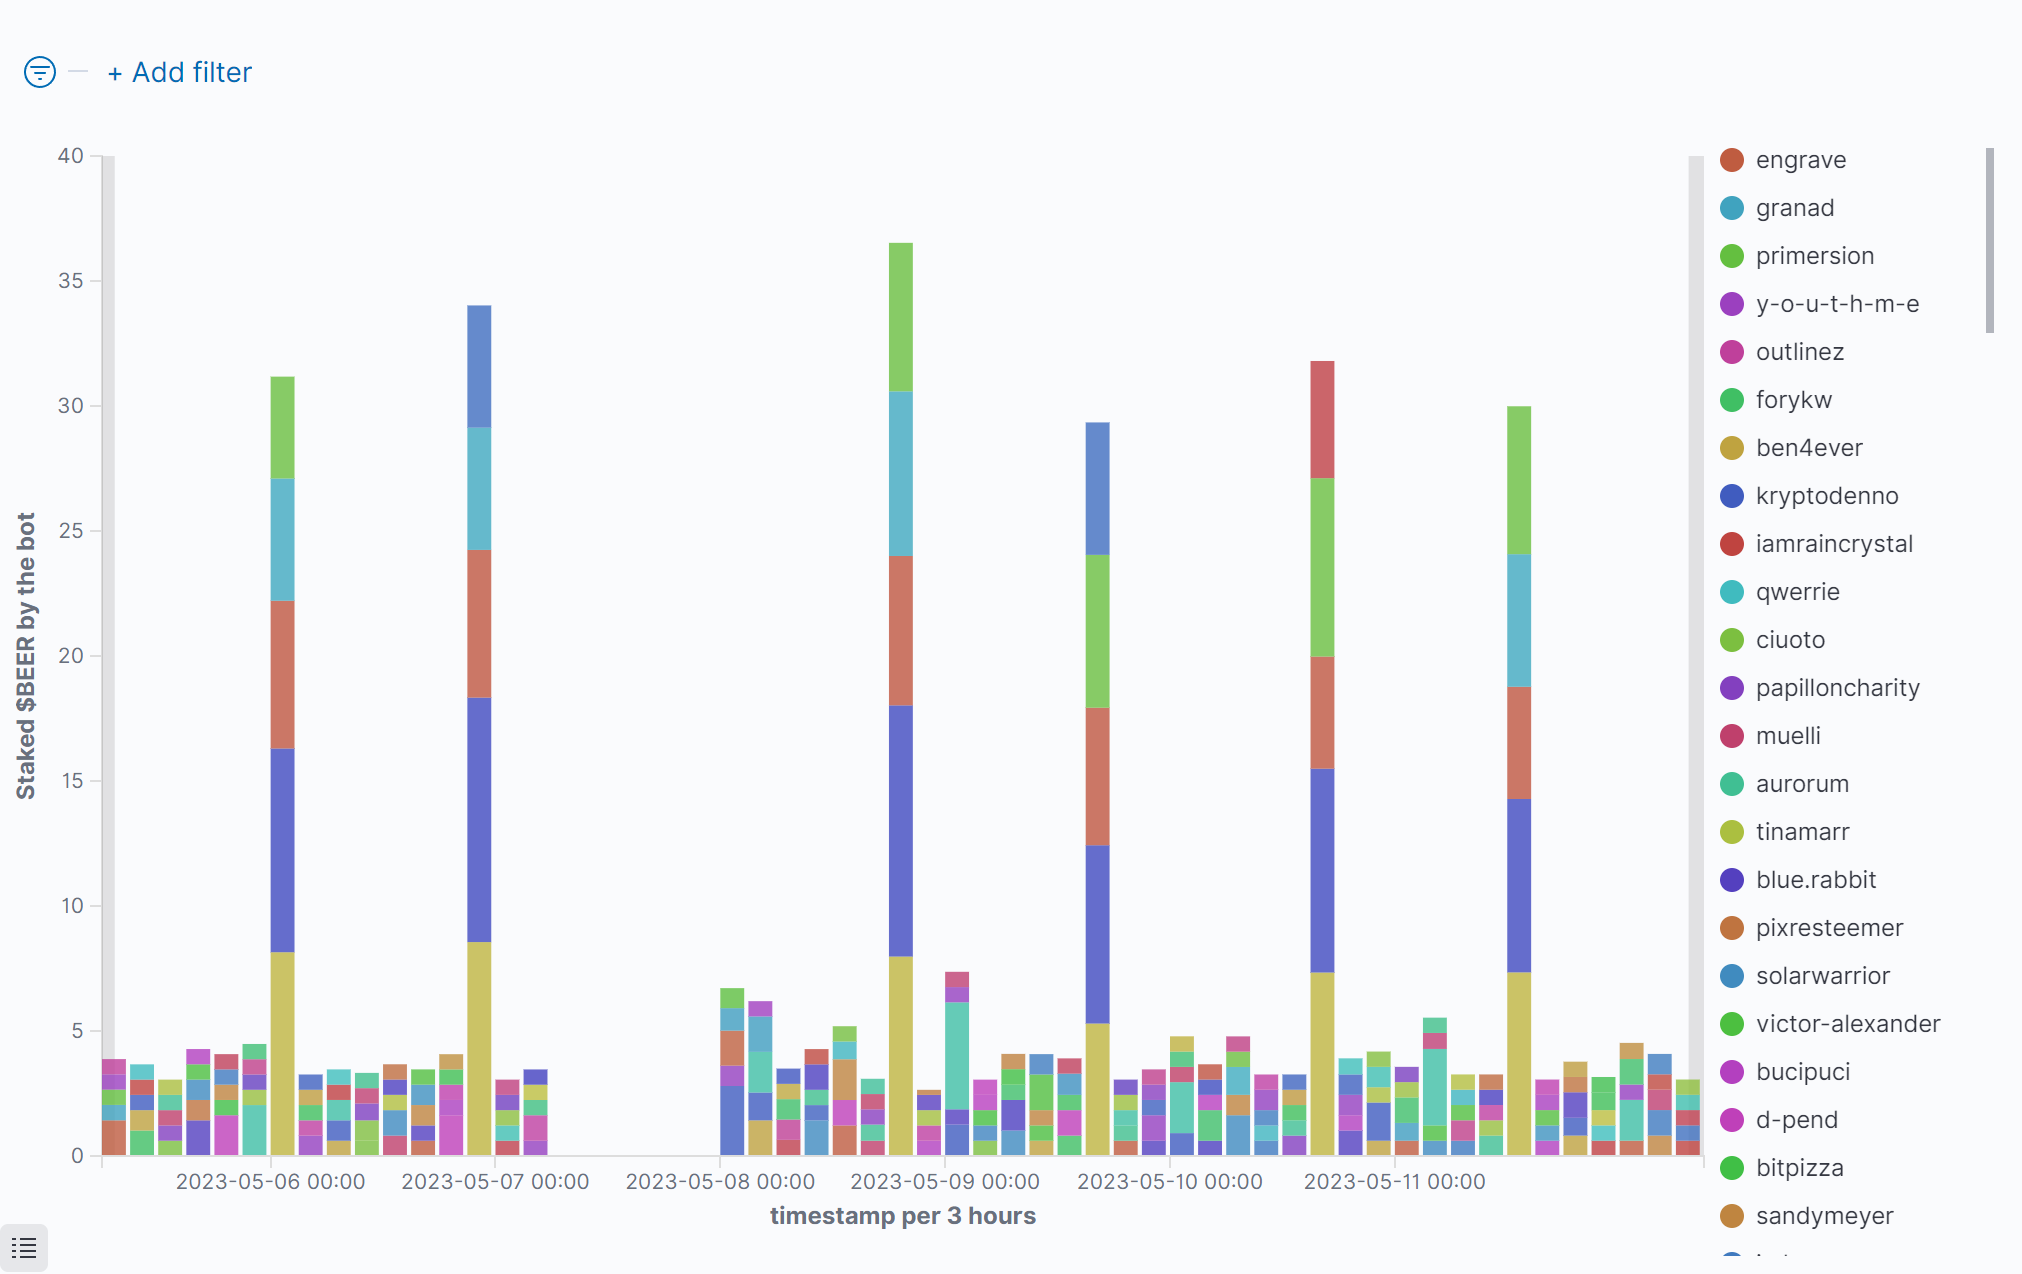 + Add filter
40
35
30
25
20
15
10
5
0
Staked $BEER by the bot
2023-05-06 00:00
2023-05-07 00:00
2023-05-08 00:00
2023-05-09 00:00
2023-05-10 00:00
2023-05-11 00:00
timestamp per 3 hours
engrave
granad
primersion
y-o-u-t-h-m-e
outlinez
forykw
ben4ever
kryptodenno
iamraincrystal
qwerrie
ciuoto
papilloncharity
muelli
aurorum
tinamarr
blue.rabbit
pixresteemer
solarwarrior
victor-alexander
bucipuci
d-pend
bitpizza
sandymeyer